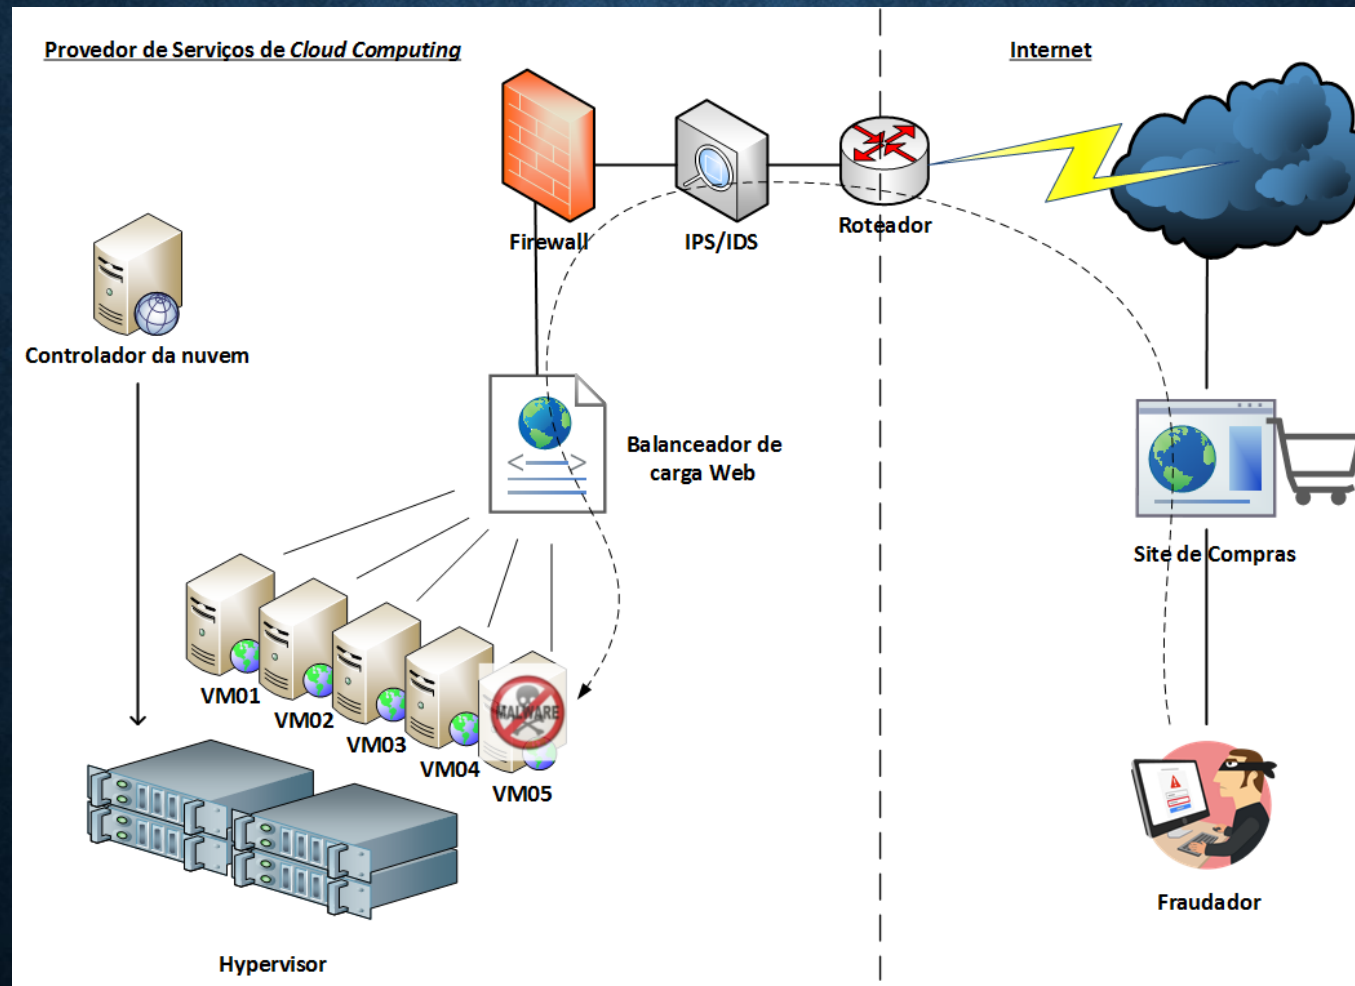 Provedor de Serviços de Cloud Computing
Internet
Firewall
IPS/IDS
Roteador
Controlador da nuvem
Balanceador de
carga Web
Site de Compras
VM01
VM02
VM03
VM04
MALWARE
VM05
Fraudador
Hypervisor